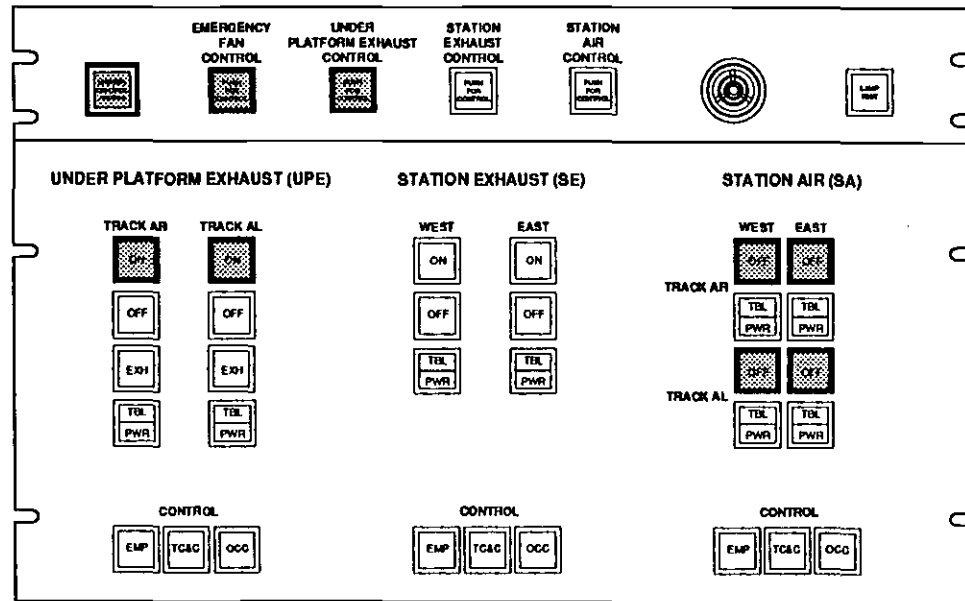 EMERGENCY FAN CONTROL
UNDER PLATFORM EXHAUST CONTROL
STATION EXHAUST CONTROL
STATION AIR CONTROL
PUSH FOR CONTROL
PUSH FOR CONTROL
LAMP TEST
UNDER PLATFORM EXHAUST (UPE)
STATION EXHAUST (SE)
STATION AIR (SA)
TRACK AR
TRACK AL
WEST
EAST
WEST
EAST
ON
ON
ON
ON
OFF
OFF
TRACK AR
OFF
OFF
OFF
OFF
TBL
TBL
PWR
PWR
EXH
EXH
TBL
TBL
PWR
PWR
OFF
OFF
TRACK AL
TBL
TBL
PWR
PWR
TBL
TBL
PWR
PWR
CONTROL
CONTROL
CONTROL
EMP
TC&C
OCC
EMP
TC&C
OCC
EMP
TC&C
OCC